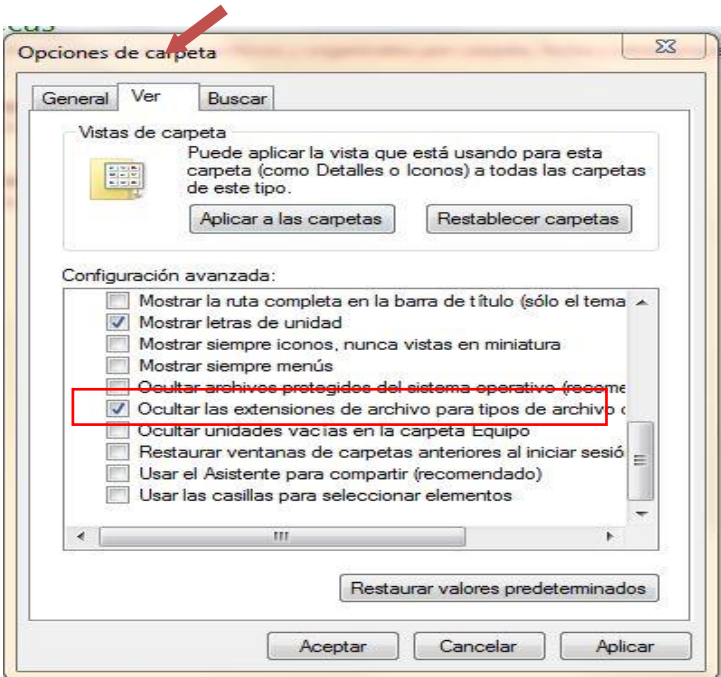 Opciones de carpeta
General Ver Buscar
Vistas de carpeta
Puede aplicar la vista que está usando para esta
carpeta (como Detalles o Iconos) a todas las carpetas
de este tipo.
Aplicar a las carpetas Restablecer carpetas
Configuración avanzada:
Mostrar la ruta completa en la barra de título (sólo el tema
Mostrar letras de unidad
Mostrar siempre iconos, nunca vistas en miniatura
Mostrar siempre menús
Ocultar archivos protegidos del sistema operativo (recome
Ocultar las extensiones de archivo para tipos de archivo c
Ocultar unidades vacías en la carpeta Equipo
Restaurar ventanas de carpetas anteriores al iniciar sesió
Usar el Asistente para compartir (recomendado)
Usar las casillas para seleccionar elementos
Restaurar valores predeterminados
Aceptar Cancelar Aplicar